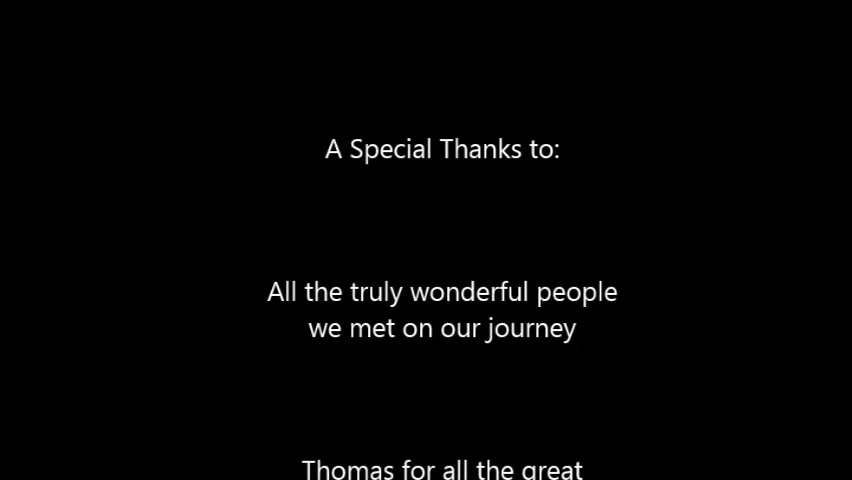 A Special Thanks to:
All the truly wonderful people
we met on our journey
Thomas for all the great